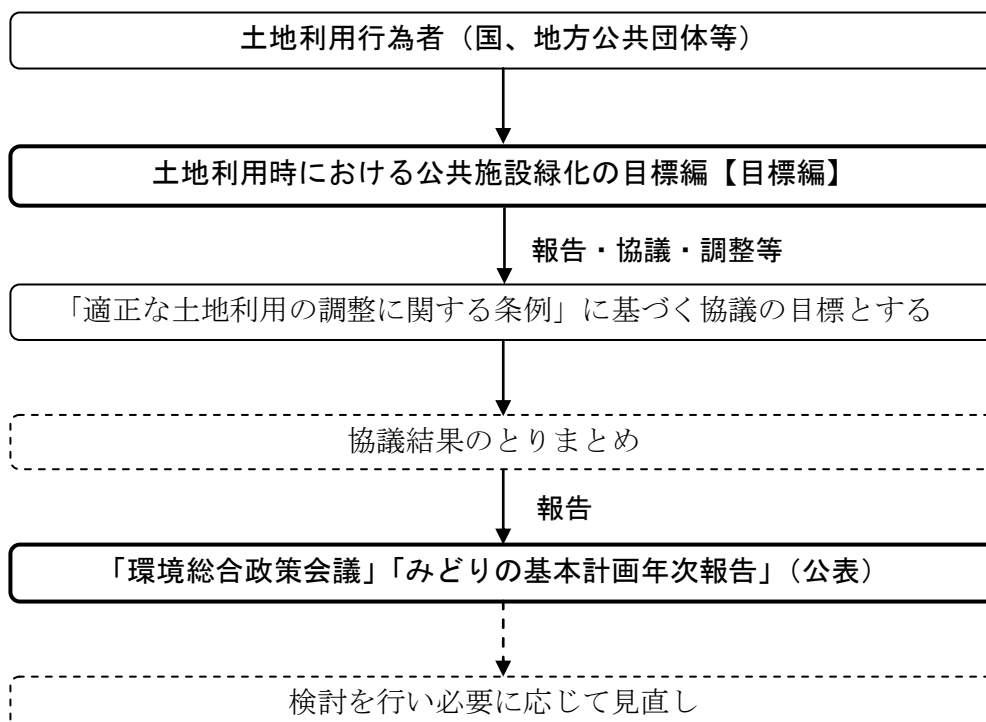 土地利用行為者（国、地方公共団体等）
土地利用時における公共施設緑化の目標編【目標編】
報告・協議・調整等
「適正な土地利用の調整に関する条例」に基づく協議の目標とする
協議結果のとりまとめ
報告
「環境総合政策会議」「みどりの基本計画年次報告」（公表）
検討を行い必要に応じて見直し